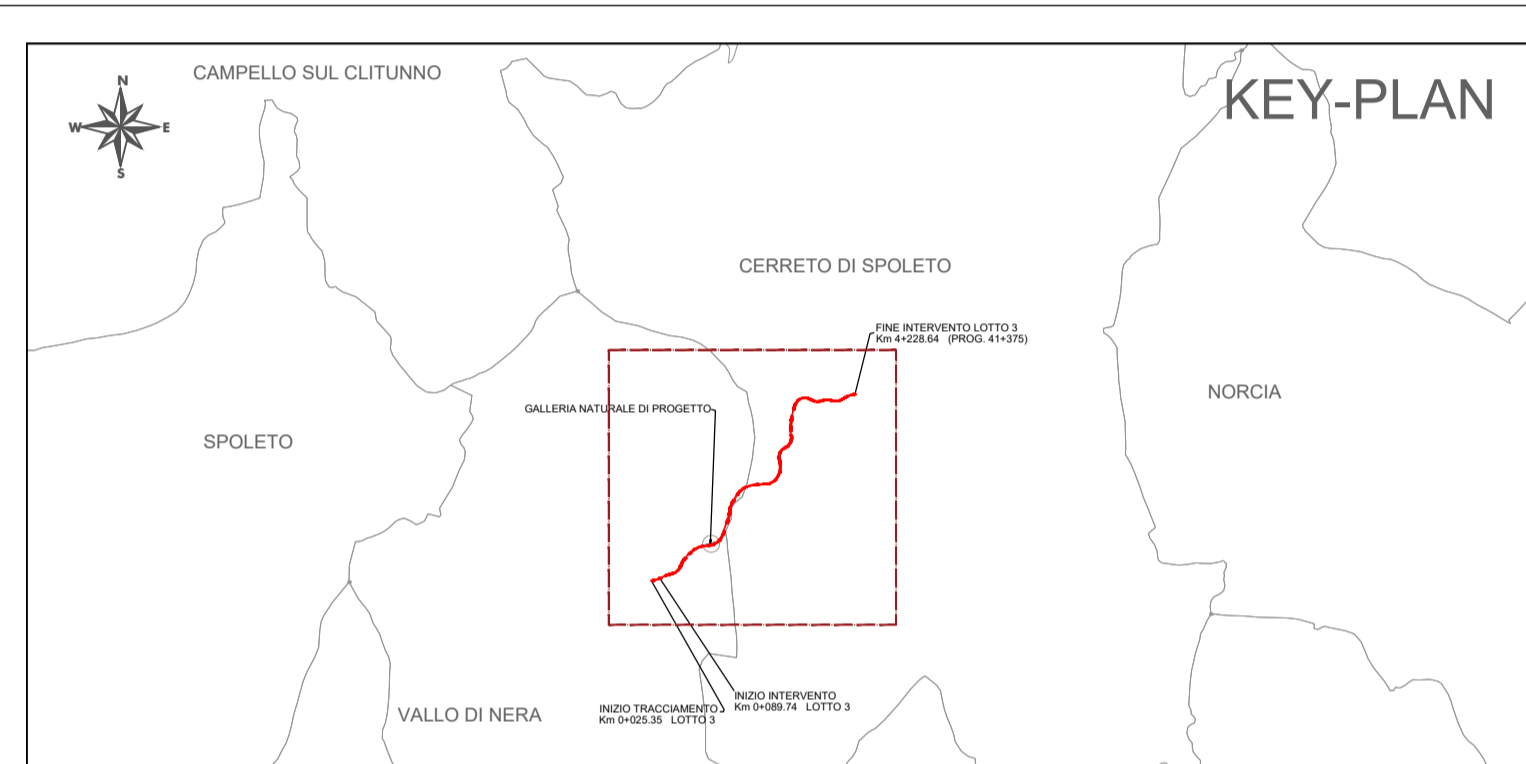 CAMPELLO SUL CLITUNNO
KEY-PLAN
N
W
E
S
CERRETO DI SPOLETO
FINE INTERVENTO LOTTO 3
Km 4+228.64 (PROG. 41+375)
NORCIA
GALLERIA NATURALE DI PROGETTO
SPOLETO
VALLO DI NERA
INIZIO TRACCIAMENTO
Km 0+025.35 LOTTO 3
INIZIO INTERVENTO
Km 0+089.74 LOTTO 3